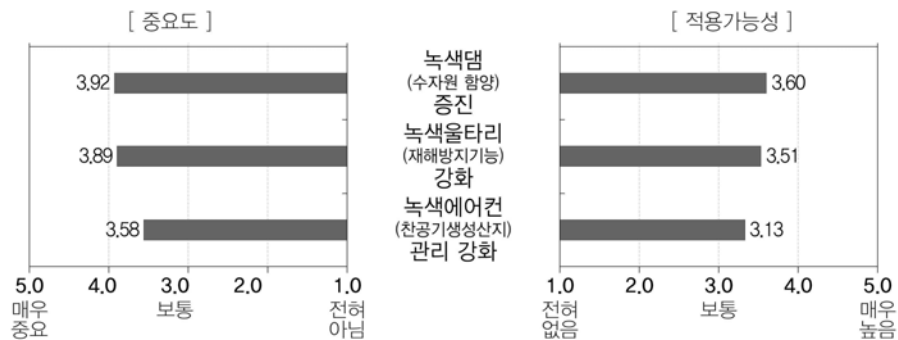 [ 중요도 ]
[ 적용가능성 ]
3.92
녹색댐
(수자원 함양)
증진
3.60
3.89
녹색울타리
(재해방지기능)
강화
3.51
3.58
녹색에어컨
(찬공기생성산지)
관리 강화
3.13
5.0 4.0 3.0 2.0 1.0
매우
중요
보통
전혀
아님
1.0 2.0 3.0 4.0 5.0
전혀
없음
보통
매우
높음